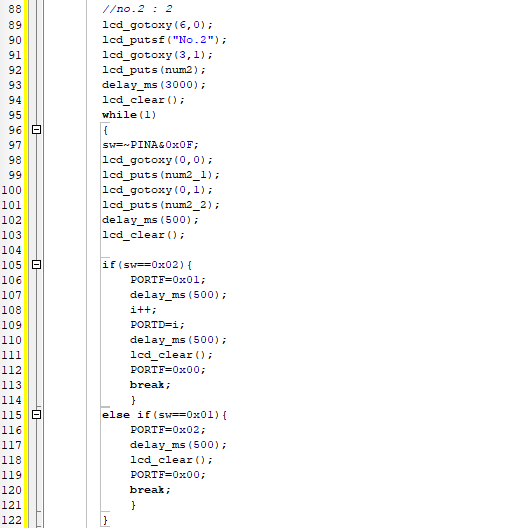 88 //no.2 : 2
89 lcd_gotoxy(6,0);
90 lcd_putsf("No.2");
91 lcd_gotoxy(3,1);
92 lcd_puts(num2);
93 delay_ms(3000);
94 lcd_clear();
95 while(1)
96 {
97 sw=~PINA&0x0F;
98 lcd_gotoxy(0,0);
99 lcd_puts(num2_1);
100 lcd_gotoxy(0,1);
101 lcd_puts(num2_2);
102 delay_ms(500);
103 lcd_clear();
104
105 if(sw==0x02){
106 PORTF=0x01;
107 delay_ms(500);
108 i++;
109 PORTD=i;
110 delay_ms(500);
111 lcd_clear();
112 PORTF=0x00;
113 break;
114 }
115 else if(sw==0x01){
116 PORTF=0x02;
117 delay_ms(500);
118 lcd_clear();
119 PORTF=0x00;
120 break;
121 }
122 }